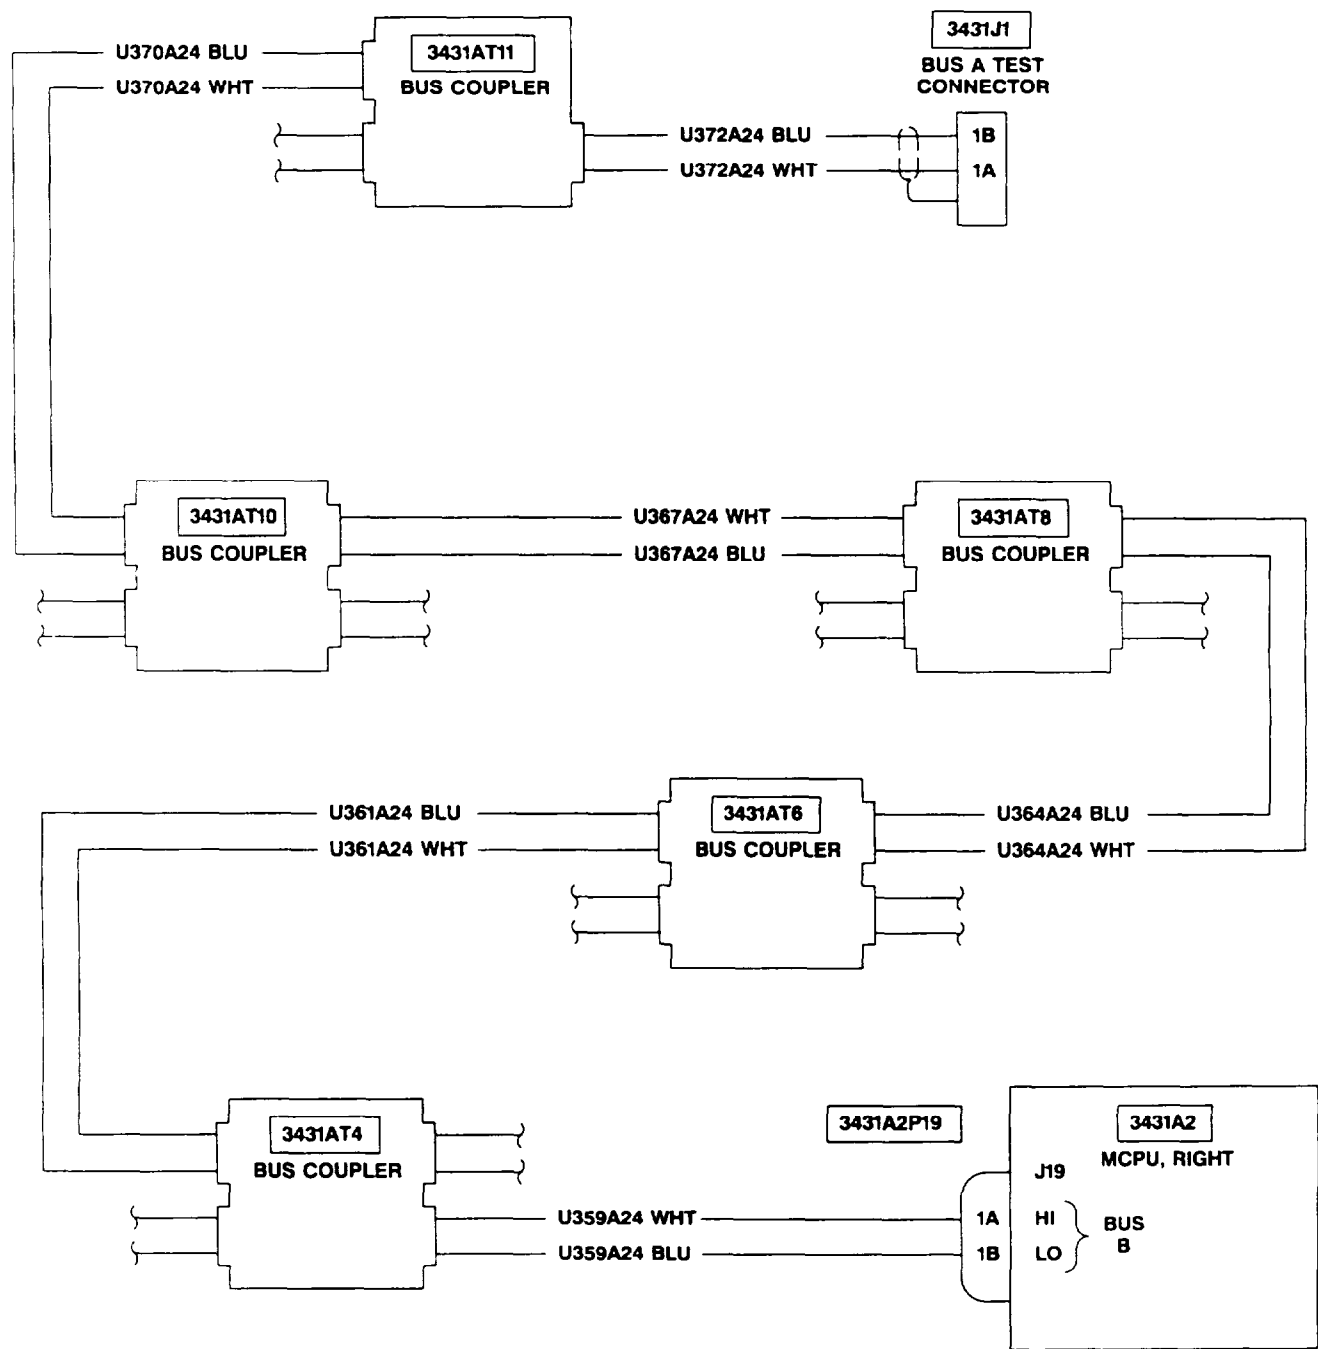 U370A24 BLU
U370A24 WHT
3431AT11
BUS COUPLER
3431J1
BUS A TEST
CONNECTOR
U372A24 BLU
U372A24 WHT
1B
1A
3431AT10
BUS COUPLER
U367A24 WHT
U367A24 BLU
3431AT8
BUS COUPLER
U361A24 BLU
U361A24 WHT
3431AT6
BUS COUPLER
U364A24 BLU
U364A24 WHT
3431AT4
BUS COUPLER
U359A24 WHT
U359A24 BLU
3431A2P19
3431A2
MCPU, RIGHT
J19
1A HI
1B LO
BUS
B